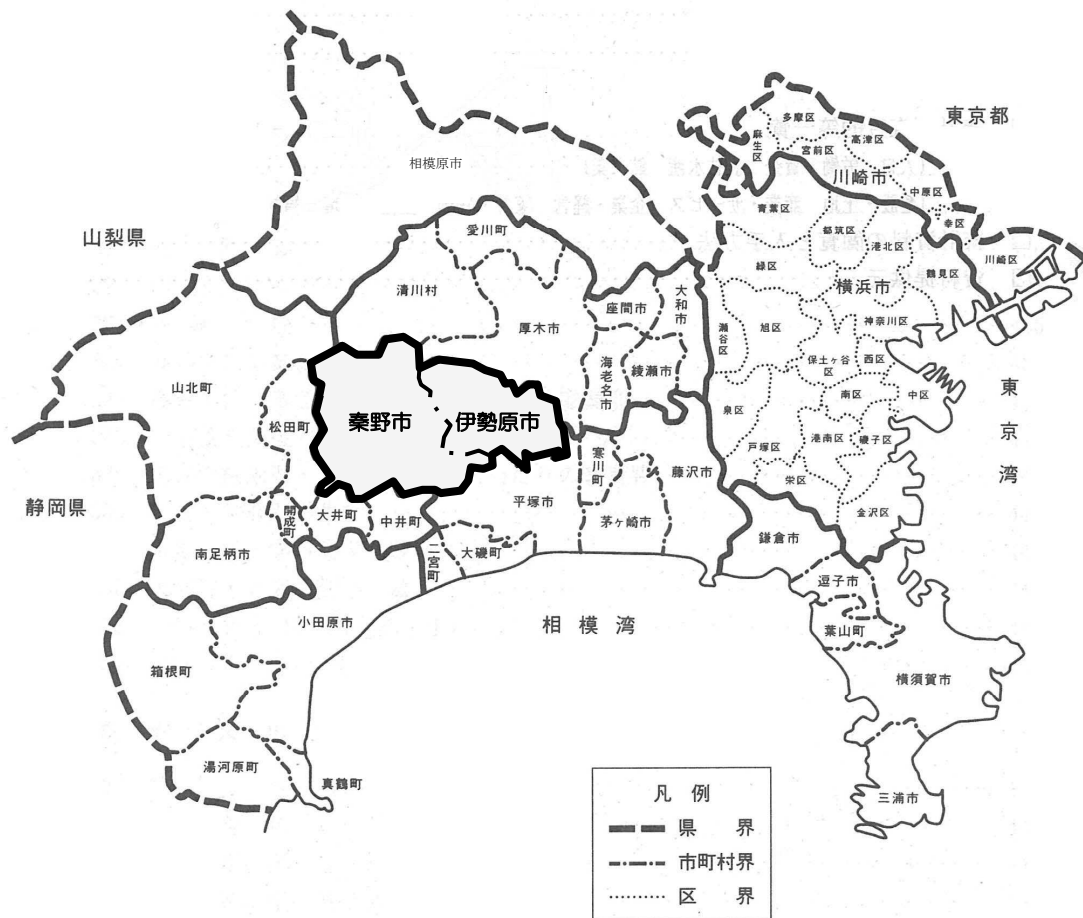 東京都
多摩区
麻生区
高津区
宮前区
川崎市
中原区
幸区
川崎区
相模原市
山梨県
愛川町
清川村
厚木市
座間市
大和市
海老名市
綾瀬市
青葉区
都筑区
港北区
緑区
鶴見区
横浜市
神奈川区
瀬谷区
旭区
保土ヶ谷
区
西区
中区
南区
泉区
戸塚区
港南区
磯子区
栄区
金沢区
東京湾
山北町
松田町
秦野市
伊勢原市
寒川町
藤沢市
静岡県
開成町
大井町
中井町
平塚市
茅ヶ崎市
南足柄市
二宮町
大磯町
鎌倉市
逗子市
葉山町
小田原市
相模湾
箱根町
横須賀市
湯河原町
真鶴町
三浦市
凡例
県界
市町村界
区界